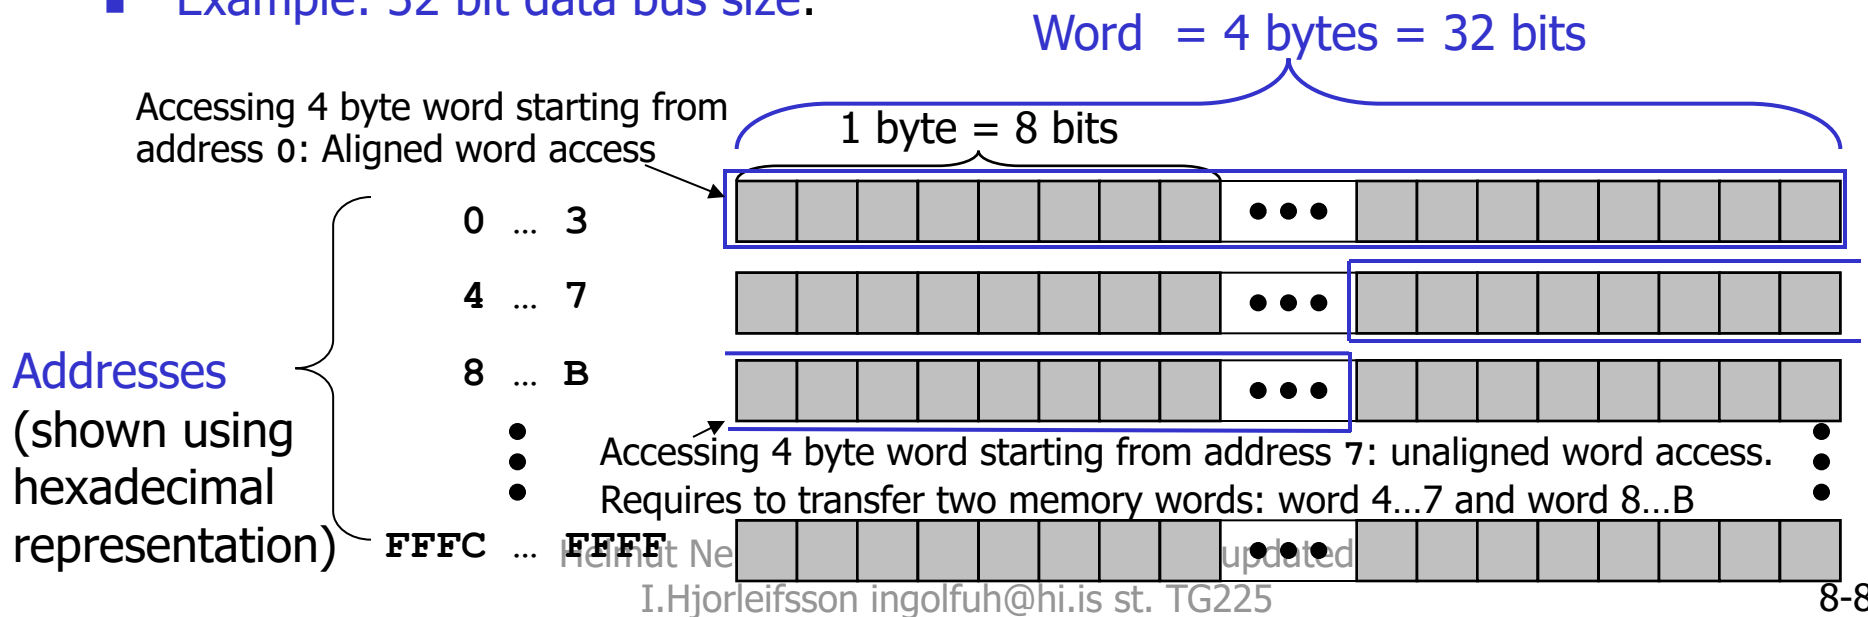 Example: 32 bit data bus size.
Word = 4 bytes = 32 bits
Accessing 4 byte word starting from
address 0: Aligned word access
1 byte = 8 bits
0 … 3
4 … 7
8 … B
Addresses
(shown using
hexadecimal
representation)
Accessing 4 byte word starting from address 7: unaligned word access.
Requires to transfer two memory words: word 4…7 and word 8…B
FFFC … FFFF
Helmut Ne updated
I.Hjorleifsson ingolfuh@hi.is st. TG225
8-8